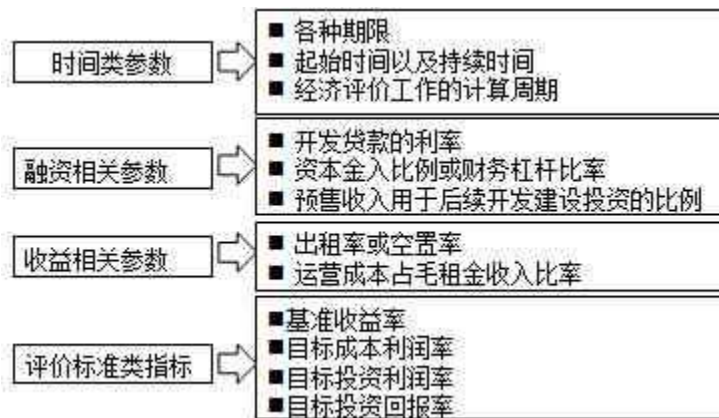 时间类参数
■ 各种期限
■ 起始时间以及持续时间
■ 经济评价工作的计算周期
融资相关参数
■ 开发贷款的利率
■ 资本金入比例或财务杠杆比率
■ 预售收入用于后续开发建设投资的比例
收益相关参数
■ 出租率或空置率
■ 运营成本占毛租金收入比率
评价标准类指标
■基准收益率
■目标成本利润率
■目标投资利润率
■目标投资回报率